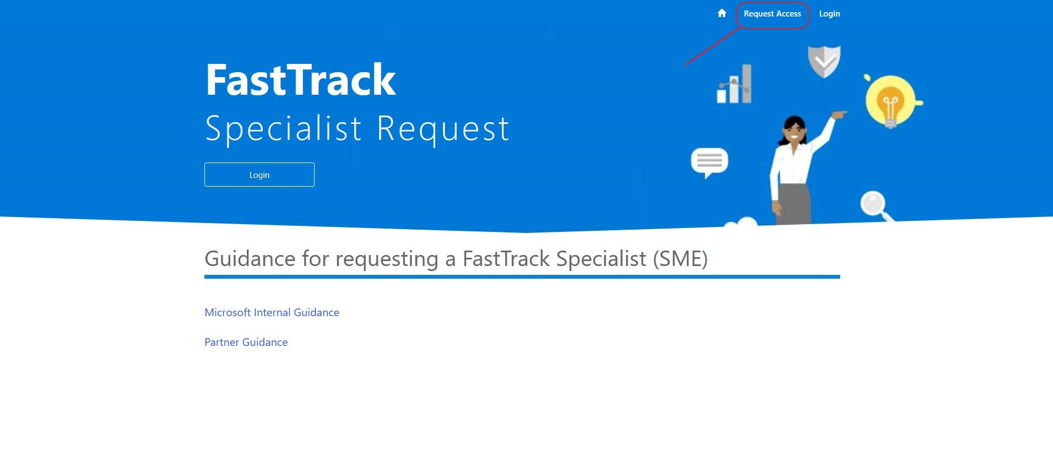 Request Access
Login
FastTrack
Specialist Request
Login
Guidance for requesting a FastTrack Specialist (SME)
Microsoft Internal Guidance
Partner Guidance